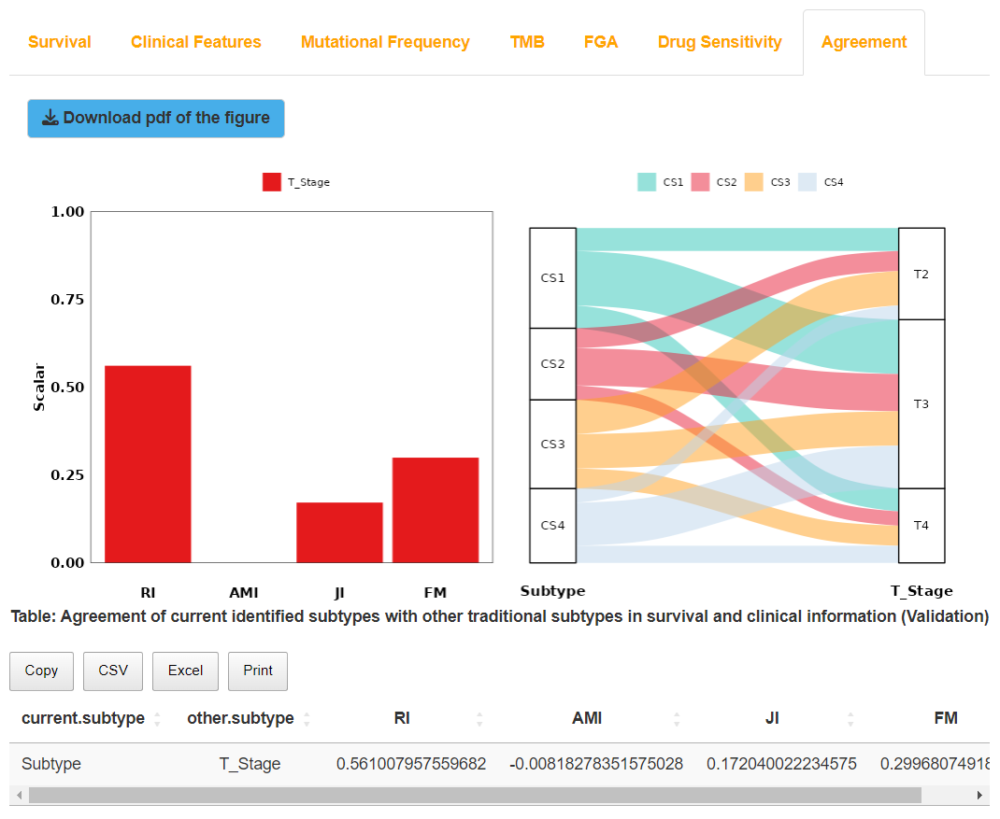 Survival Clinical Features Mutational Frequency TMB FGA Drug Sensitivity Agreement
Download pdf of the figure
T_Stage
CS1 CS2 CS3 CS4
1.00
0.75
0.50
0.25
0.00
Scalar
RI AMI JI FM
CS1
CS2
CS3
CS4
T2
T3
T4
Subtype T_Stage
Table: Agreement of current identified subtypes with other traditional subtypes in survival and clinical information (Validation)
Copy CSV Excel Print
current.subtype other.subtype RI AMI JI FM
Subtype T_Stage 0.561007957559682 -0.00818278351575028 0.172040022234575 0.29968074918